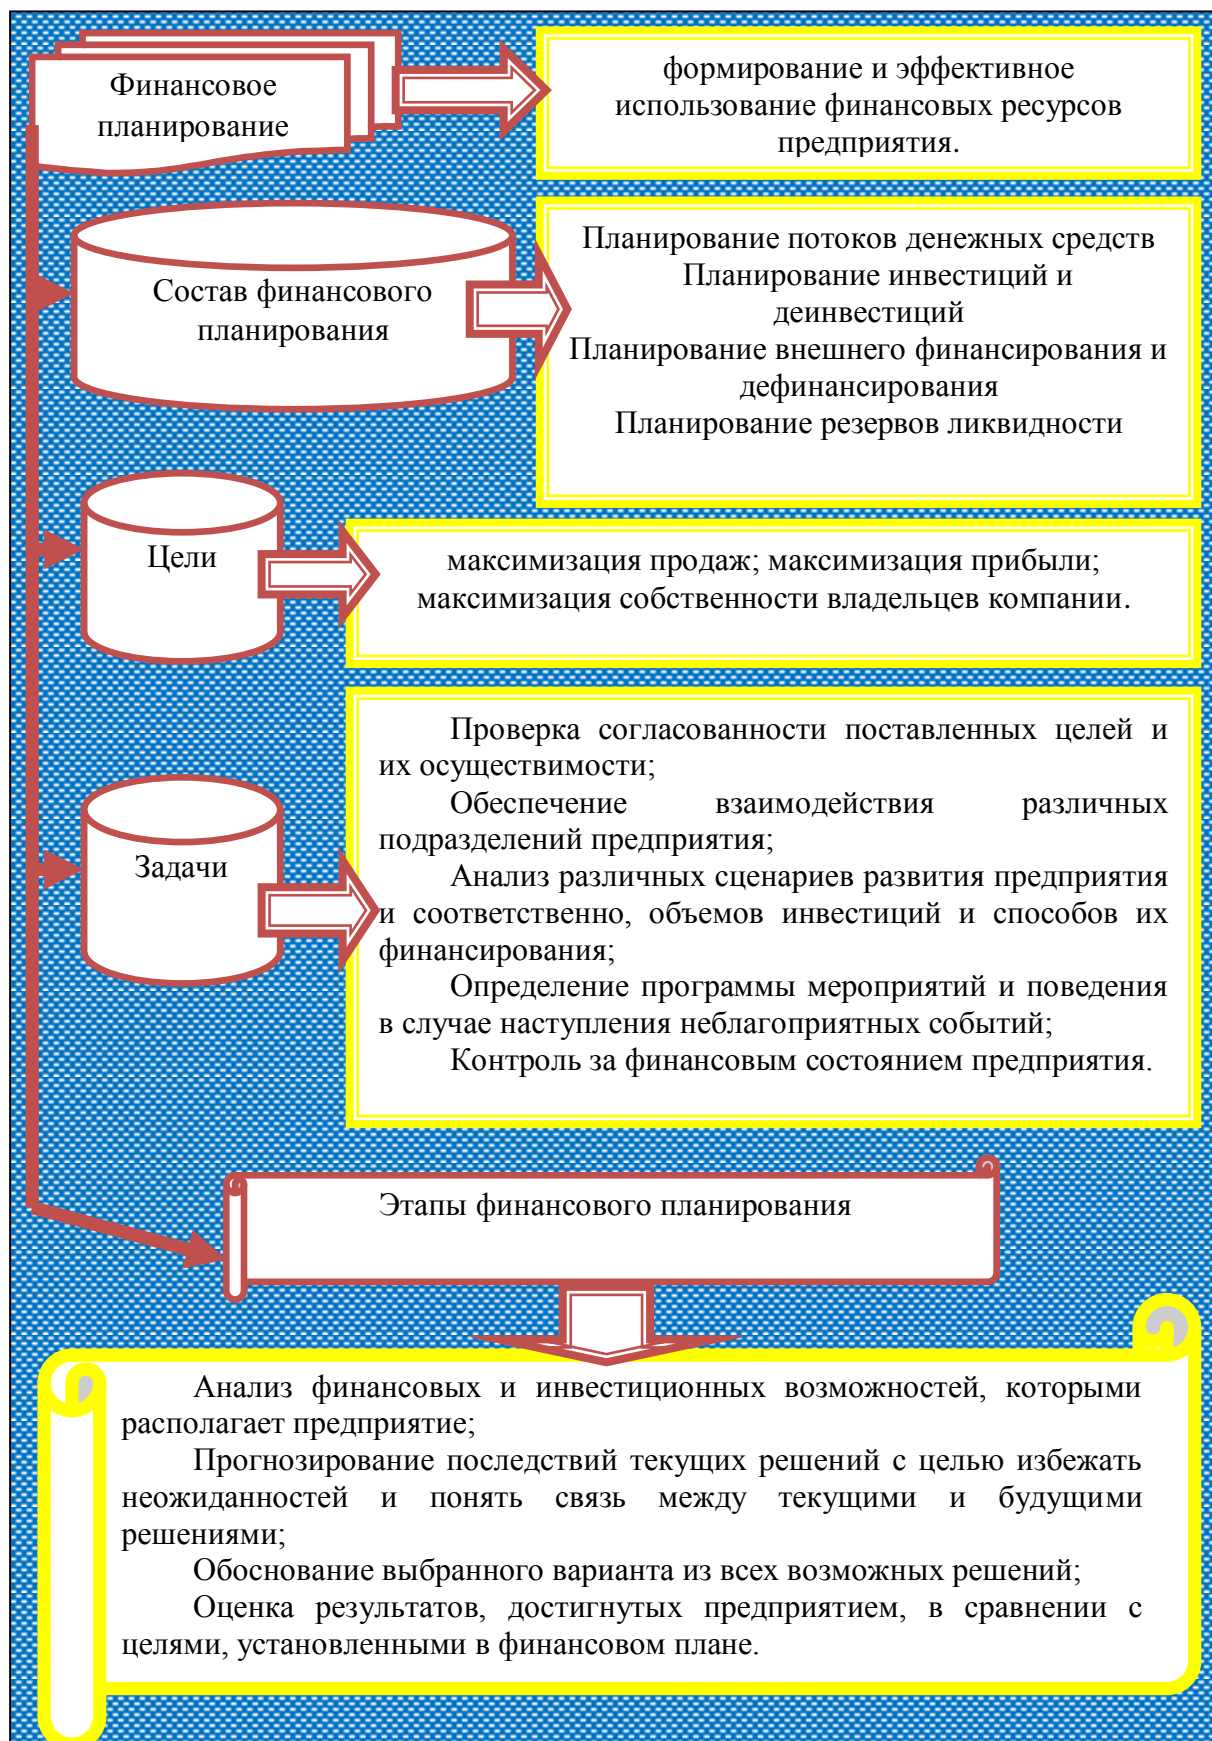 Финансовое
планирование
формирование и эффективное
использование финансовых ресурсов
предприятия.
Состав финансового
планирования
Планирование потоков денежных средств
Планирование инвестиций и
деинвестиций
Планирование внешнего финансирования и
дефинансирования
Планирование резервов ликвидности
Цели
максимизация продаж; максимизация прибыли;
максимизация собственности владельцев компании.
Задачи
Проверка согласованности поставленных целей и
их осуществимости;
Обеспечение взаимодействия различных
подразделений предприятия;
Анализ различных сценариев развития предприятия
и соответственно, объемов инвестиций и способов их
финансирования;
Определение программы мероприятий и поведения
в случае наступления неблагоприятных событий;
Контроль за финансовым состоянием предприятия.
Этапы финансового планирования
Анализ финансовых и инвестиционных возможностей, которыми
располагает предприятие;
Прогнозирование последствий текущих решений с целью избежать
неожиданностей и понять связь между текущими и будущими
решениями;
Обоснование выбранного варианта из всех возможных решений;
Оценка результатов, достигнутых предприятием, в сравнении с
целями, установленными в финансовом плане.